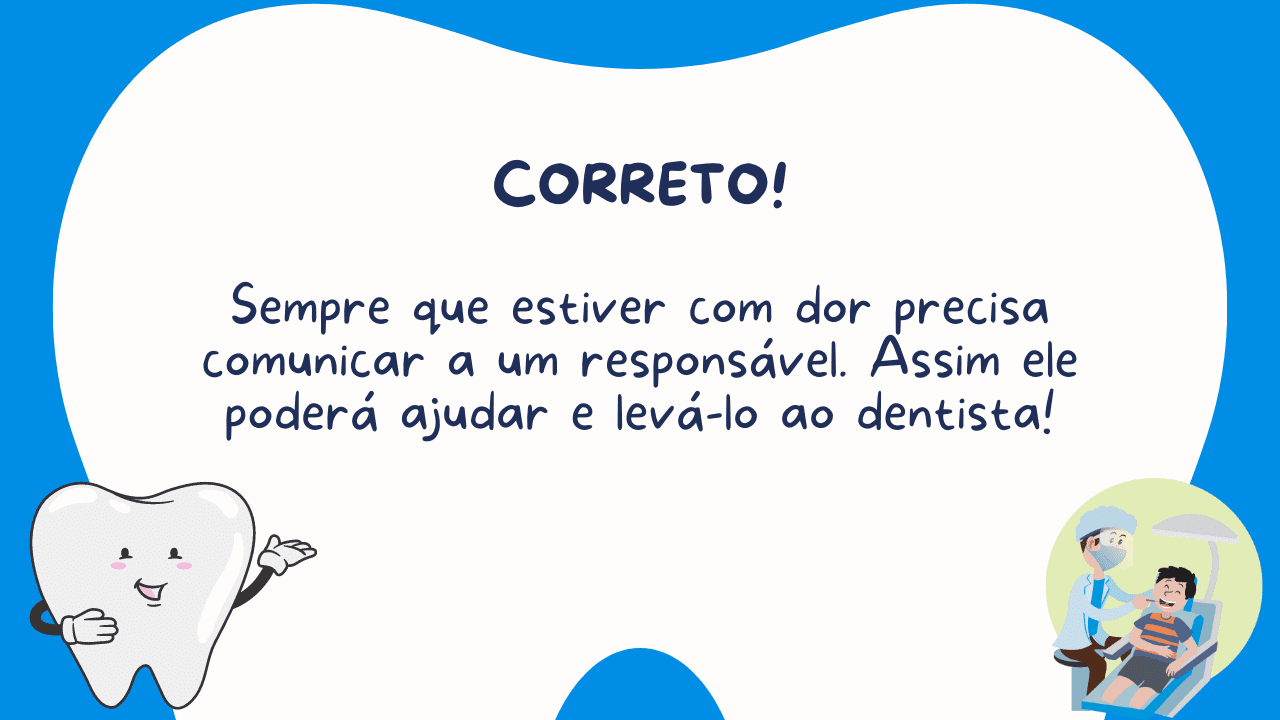 CORRETO!
Sempre que estiver com dor precisa
comunicar a um responsável. Assim ele
poderá ajudar e levá-lo ao dentista!